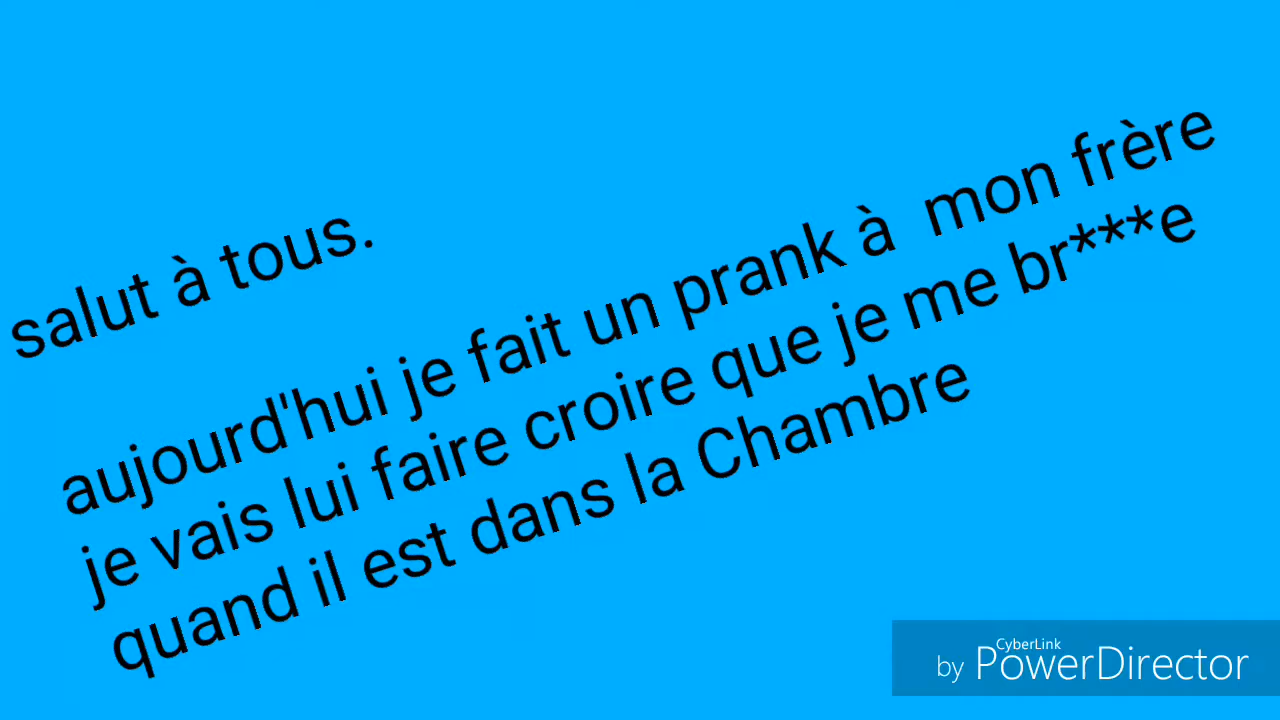 salut à tous.
aujourd'hui je fait un prank à  mon frère
je vais lui faire croire que je me br***e
quand il est dans la Chambre
CyberLink
by PowerDirector